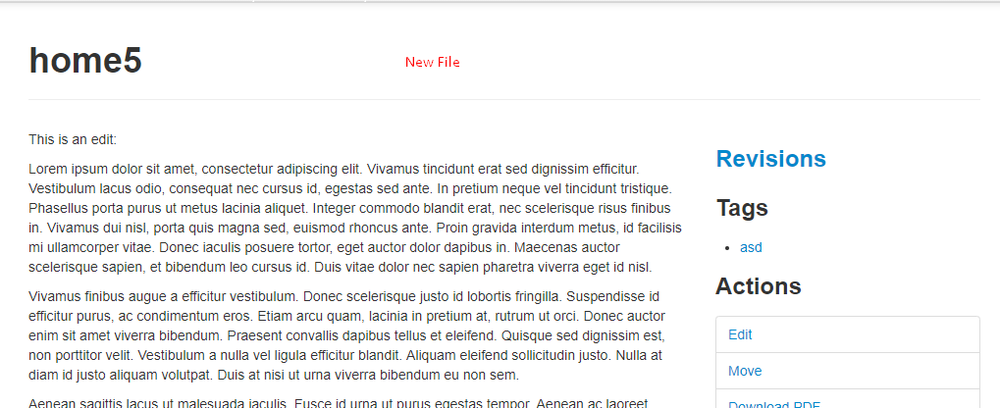 home5
New File
This is an edit:
Lorem ipsum dolor sit amet, consectetur adipiscing elit. Vivamus tincidunt erat sed dignissim efficitur.
Vestibulum lacus odio, consequat nec cursus id, egestas sed ante. In pretium neque vel tincidunt tristique.
Phasellus porta purus ut metus lacinia aliquet. Integer commodo blandit erat, nec scelerisque risus finibus
in. Vivamus dui nisl, porta quis magna sed, euismod rhoncus ante. Proin gravida interdum metus, id facilisis
mi ullamcorper vitae. Donec iaculis posuere tortor, eget auctor dolor dapibus in. Maecenas auctor
scelerisque sapien, et bibendum leo cursus id. Duis vitae dolor nec sapien pharetra viverra eget id nisl.
Vivamus finibus augue a efficitur vestibulum. Donec scelerisque justo id lobortis fringilla. Suspendisse id
efficitur purus, ac condimentum eros. Etiam arcu quam, lacinia in pretium at, rutrum ut orci. Donec auctor
enim sit amet viverra bibendum. Praesent convallis dapibus tellus et eleifend. Quisque sed dignissim est,
non porttitor velit. Vestibulum a nulla vel ligula efficitur blandit. Aliquam eleifend sollicitudin justo. Nulla at
diam id justo aliquam volutpat. Duis at nisi ut urna viverra bibendum eu non sem.
Aenean sagittis lacus ut malesuada iaculis. Fusce id urna ut purus egestas tempor. Aenean ac laoreet
Revisions
Tags
asd
Actions
Edit
Move
Download PDF